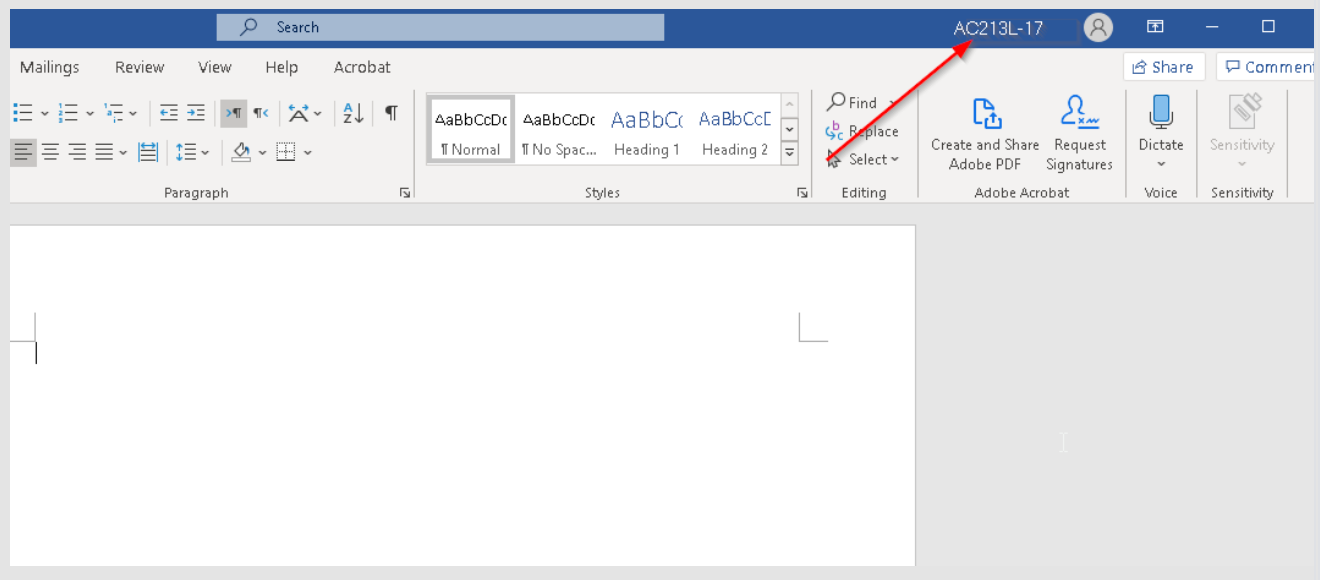 Search
AC213L-17
Mailings Review View Help Acrobat
Share
Comment
AaBbCcDc AaBbCcDc AaBbCc AaBbCcE
¶ Normal ¶ No Spac... Heading 1 Heading 2
Find
Replace
Select
Create and Share
Adobe PDF
Request
Signatures
Dictate
Sensitivity
Paragraph
Styles
Editing
Adobe Acrobat
Voice
Sensitivity